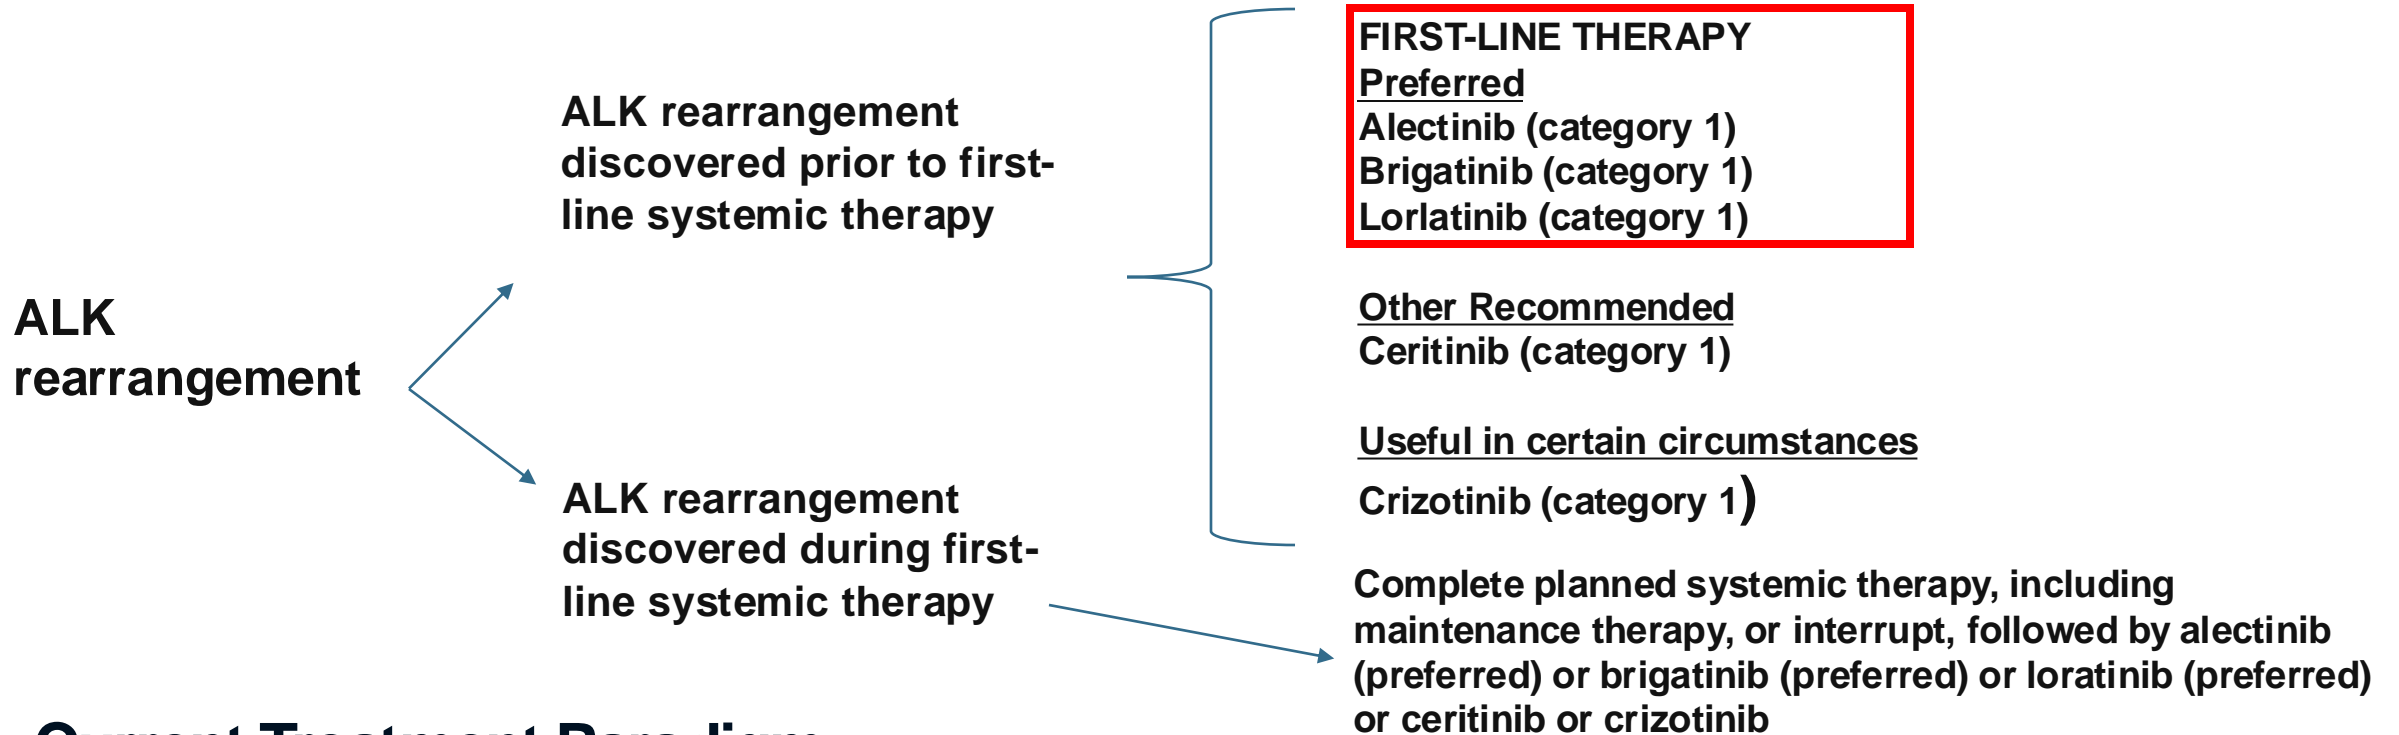 ALK
rearrangement
ALK rearrangement
discovered prior to first-
line systemic therapy
ALK rearrangement
discovered during first-
line systemic therapy
FIRST-LINE THERAPY
Preferred
Alectinib (category 1)
Brigatinib (category 1)
Lorlatinib (category 1)
Other Recommended
Ceritinib (category 1)
Useful in certain circumstances
Crizotinib (category 1)
Complete planned systemic therapy, including
maintenance therapy, or interrupt, followed by alectinib
(preferred) or brigatinib (preferred) or loratinib (preferred)
or ceritinib or crizotinib
Current Treatment Paradigm